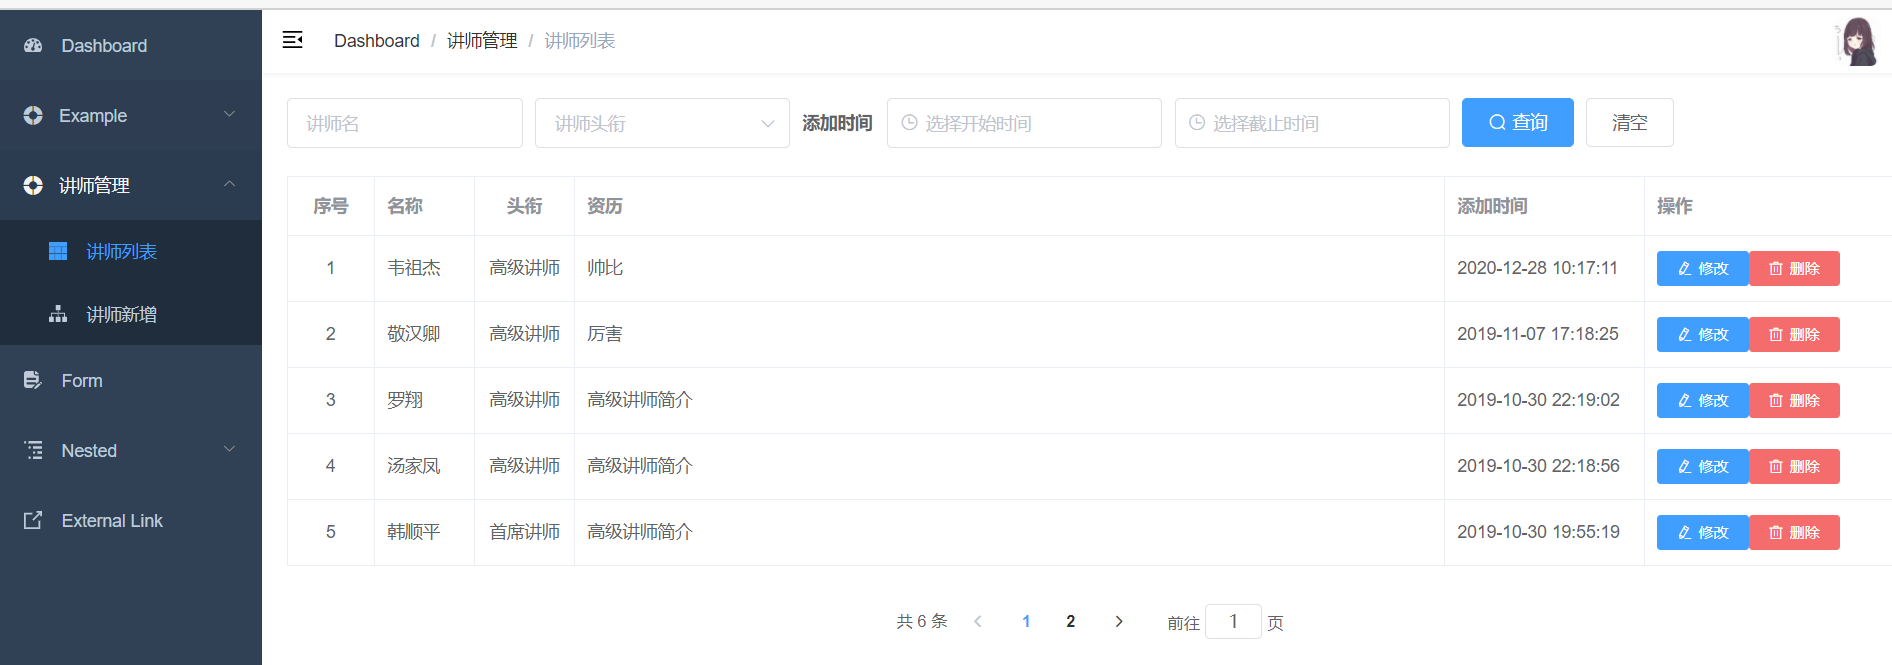 Dashboard
Example
讲师管理
讲师列表
讲师新增
Form
Nested
External Link
Dashboard / 讲师管理 / 讲师列表
讲师名 讲师头衔 添加时间 选择开始时间 选择截止时间 查询 清空
序号 名称 头衔 资历 添加时间 操作
1 韦祖杰 高级讲师 帅比 2020-12-28 10:17:11 修改 删除
2 敬汉卿 高级讲师 厉害 2019-11-07 17:18:25 修改 删除
3 罗翔 高级讲师 高级讲师简介 2019-10-30 22:19:02 修改 删除
4 汤家凤 高级讲师 高级讲师简介 2019-10-30 22:18:56 修改 删除
5 韩顺平 首席讲师 高级讲师简介 2019-10-30 19:55:19 修改 删除
共 6 条 1 2 前往 1 页